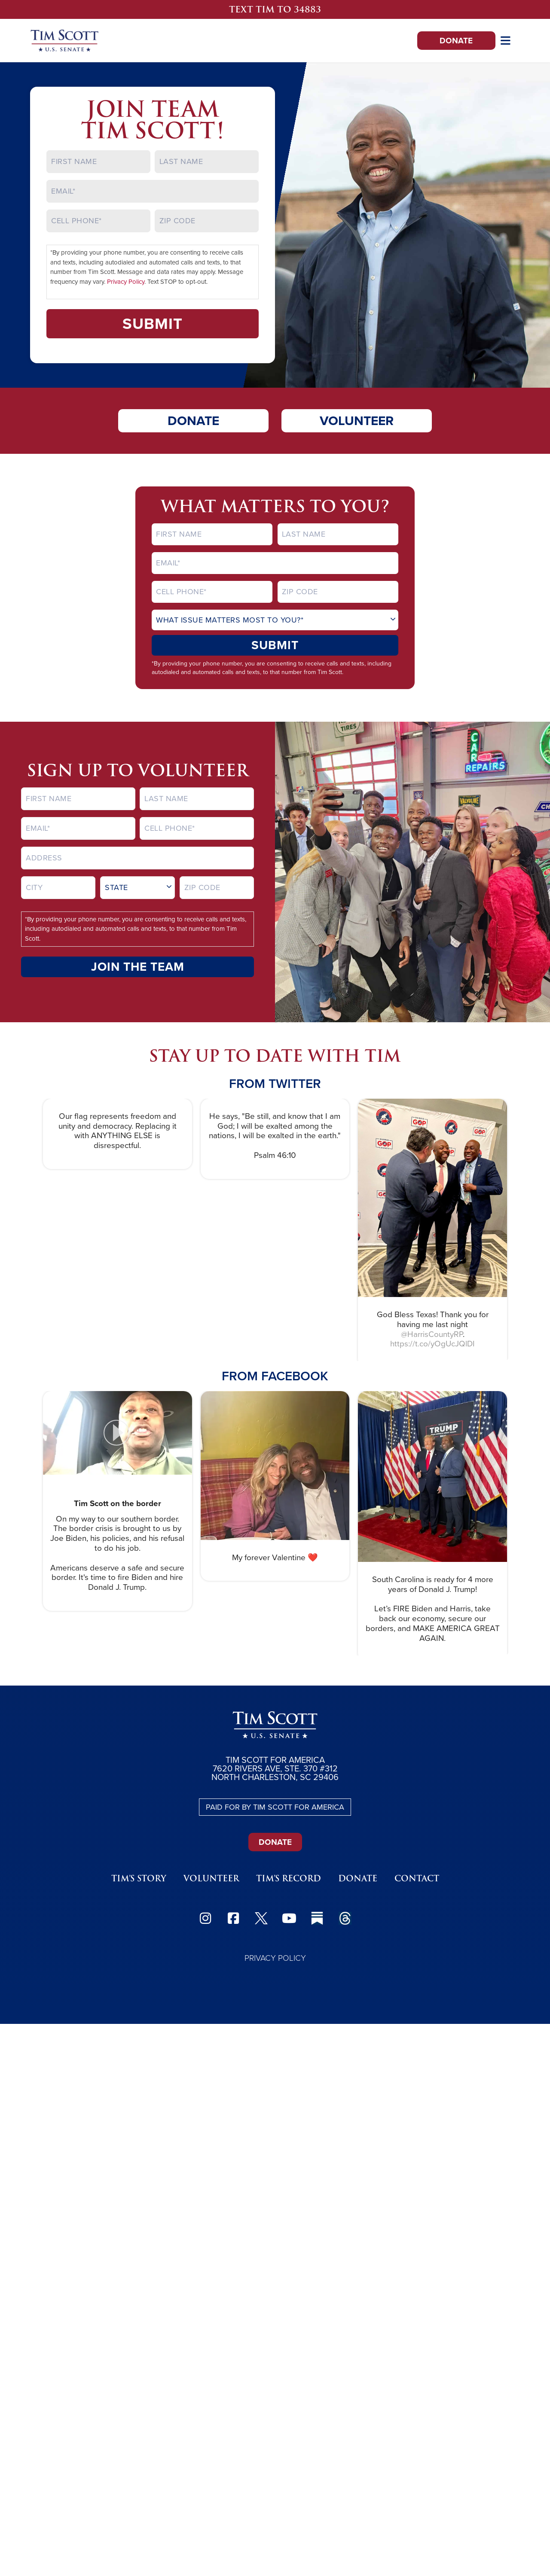 TEXT TIM TO 34883
TIM SCOTT
U.S. SENATE
DONATE
JOIN TEAM
TIM SCOTT!
FIRST NAME
LAST NAME
EMAIL*
CELL PHONE*
ZIP CODE
*By providing your phone number, you are consenting to receive calls
and texts, including autodialed and automated calls and texts, to that
number from Tim Scott. Message and data rates may apply. Message
frequency may vary. Privacy Policy. Text STOP to opt-out.
SUBMIT
DONATE
VOLUNTEER
WHAT MATTERS TO YOU?
FIRST NAME
LAST NAME
EMAIL*
CELL PHONE*
ZIP CODE
WHAT ISSUE MATTERS MOST TO YOU?*
SUBMIT
*By providing your phone number, you are consenting to receive calls and texts, including
autodialed and automated calls and texts, to that number from Tim Scott.
SIGN UP TO VOLUNTEER
FIRST NAME
LAST NAME
EMAIL*
CELL PHONE*
ADDRESS
CITY
STATE
ZIP CODE
*By providing your phone number, you are consenting to receive calls and texts,
including autodialed and automated calls and texts, to that number from Tim
Scott.
JOIN THE TEAM
TIRES
CAR
REPAIRS
STAY UP TO DATE WITH TIM
FROM TWITTER
Our flag represents freedom and
unity and democracy. Replacing it
with ANYTHING ELSE is
disrespectful.
He says, "Be still, and know that I am
God; I will be exalted among the
nations, I will be exalted in the earth."
Psalm 46:10
GOP
God Bless Texas! Thank you for
having me last night
@HarrisCountyRP.
https://t.co/yOgUcJQIDI
FROM FACEBOOK
Tim Scott on the border
On my way to our southern border.
The border crisis is brought to us by
Joe Biden, his policies, and his refusal
to do his job.
Americans deserve a safe and secure
border. It's time to fire Biden and hire
Donald J. Trump.
My forever Valentine ❤️
TRUMP
South Carolina is ready for 4 more
years of Donald J. Trump!
Let's FIRE Biden and Harris, take
back our economy, secure our
borders, and MAKE AMERICA GREAT
AGAIN.
TIM SCOTT
U.S. SENATE
TIM SCOTT FOR AMERICA
7620 RIVERS AVE, STE. 370 #312
NORTH CHARLESTON, SC 29406
PAID FOR BY TIM SCOTT FOR AMERICA
DONATE
TIM'S STORY
VOLUNTEER
TIM'S RECORD
DONATE
CONTACT
PRIVACY POLICY